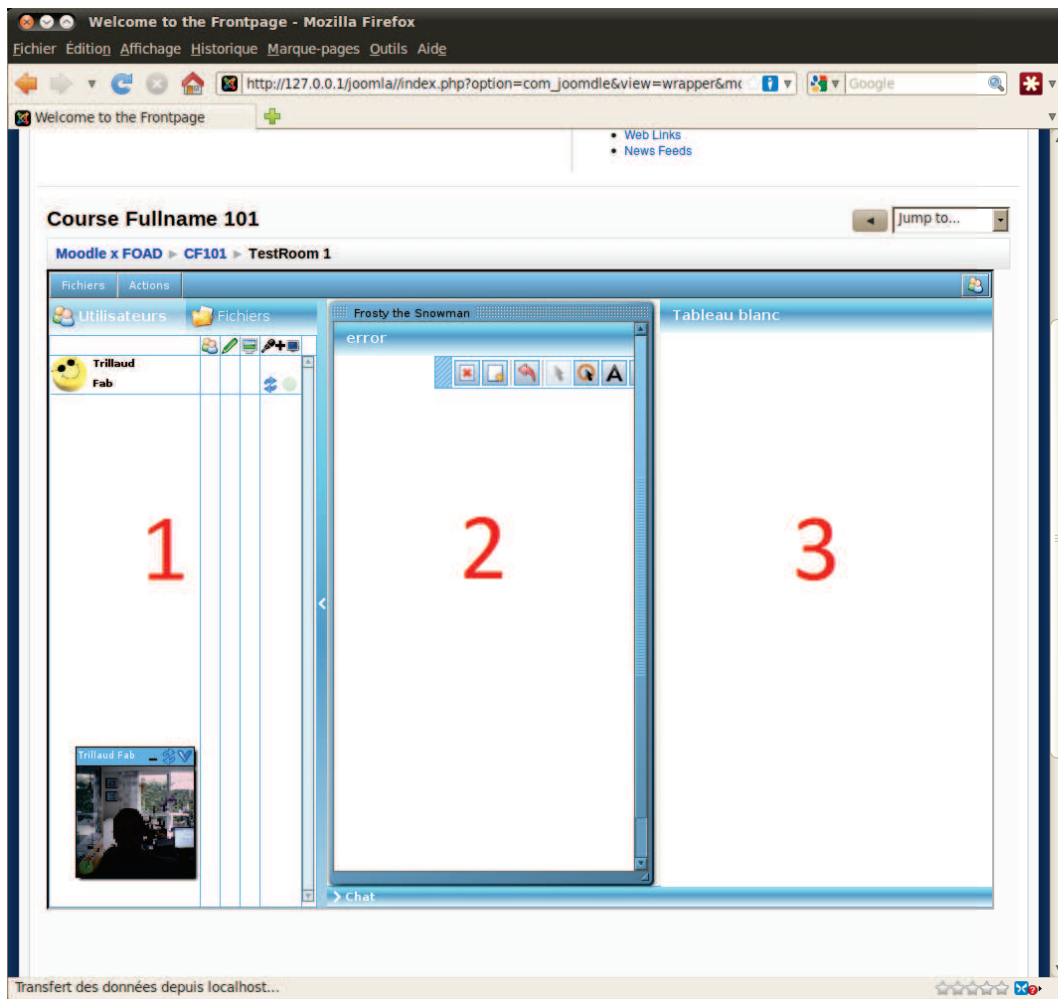 Welcome to the Frontpage - Mozilla Firefox
Fichier Édition Affichage Historique Marque-pages Outils Aide
http://127.0.0.1/joomla//index.php?option=com_joomdle&view=wrapper&mc
Google
Welcome to the Frontpage
Web Links
News Feeds
Course Fullname 101
Jump to...
Moodle x FOAD ► CF101 ► TestRoom 1
Fichiers Actions
Utilisateurs Fichiers
Frosty the Snowman
error
Tableau blanc
Trillaud
Fab
A
1 2 3
Trillaud Fab
Chat
Transfert des données depuis localhost...